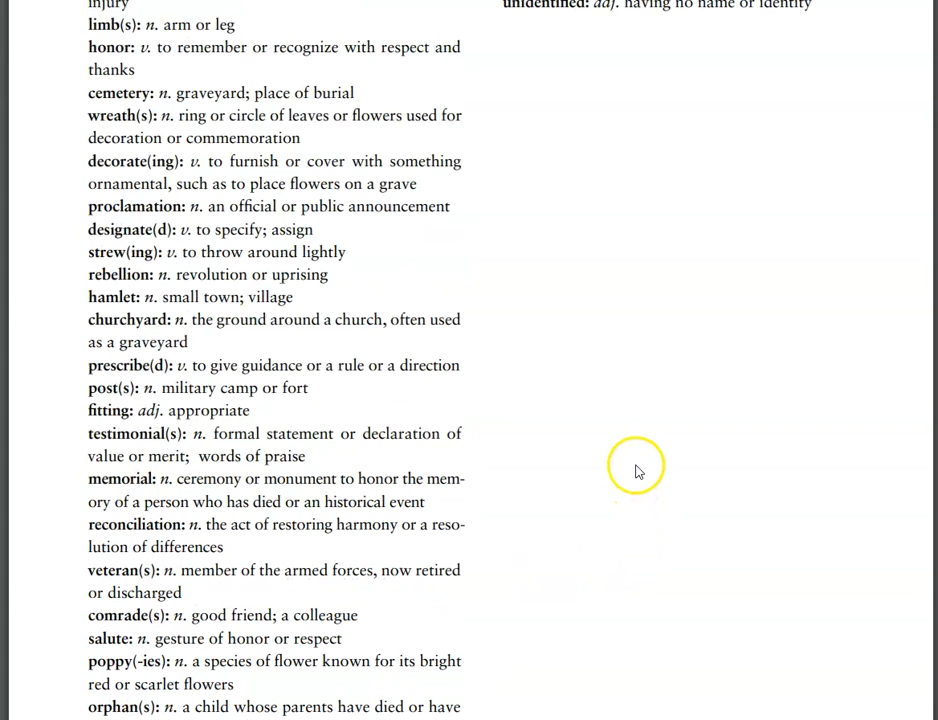 injury
limb(s): n. arm or leg
honor: v. to remember or recognize with respect and
thanks
cemetery: n. graveyard; place of burial
wreath(s): n. ring or circle of leaves or flowers used for
decoration or commemoration
decorate(ing): v. to furnish or cover with something
ornamental, such as to place flowers on a grave
proclamation: n. an official or public announcement
designate(d): v. to specify; assign
strew(ing): v. to throw around lightly
rebellion: n. revolution or uprising
hamlet: n. small town; village
churchyard: n. the ground around a church, often used
as a graveyard
prescribe(d): v. to give guidance or a rule or a direction
post(s): n. military camp or fort
fitting: adj. appropriate
testimonial(s): n. formal statement or declaration of
value or merit; words of praise
memorial: n. ceremony or monument to honor the mem-
ory of a person who has died or an historical event
reconciliation: n. the act of restoring harmony or a reso-
lution of differences
veteran(s): n. member of the armed forces, now retired
or discharged
comrade(s): n. good friend; a colleague
salute: n. gesture of honor or respect
poppy(-ies): n. a species of flower known for its bright
red or scarlet flowers
orphan(s): n. a child whose parents have died or have
unidentified: adj. having no name or identity